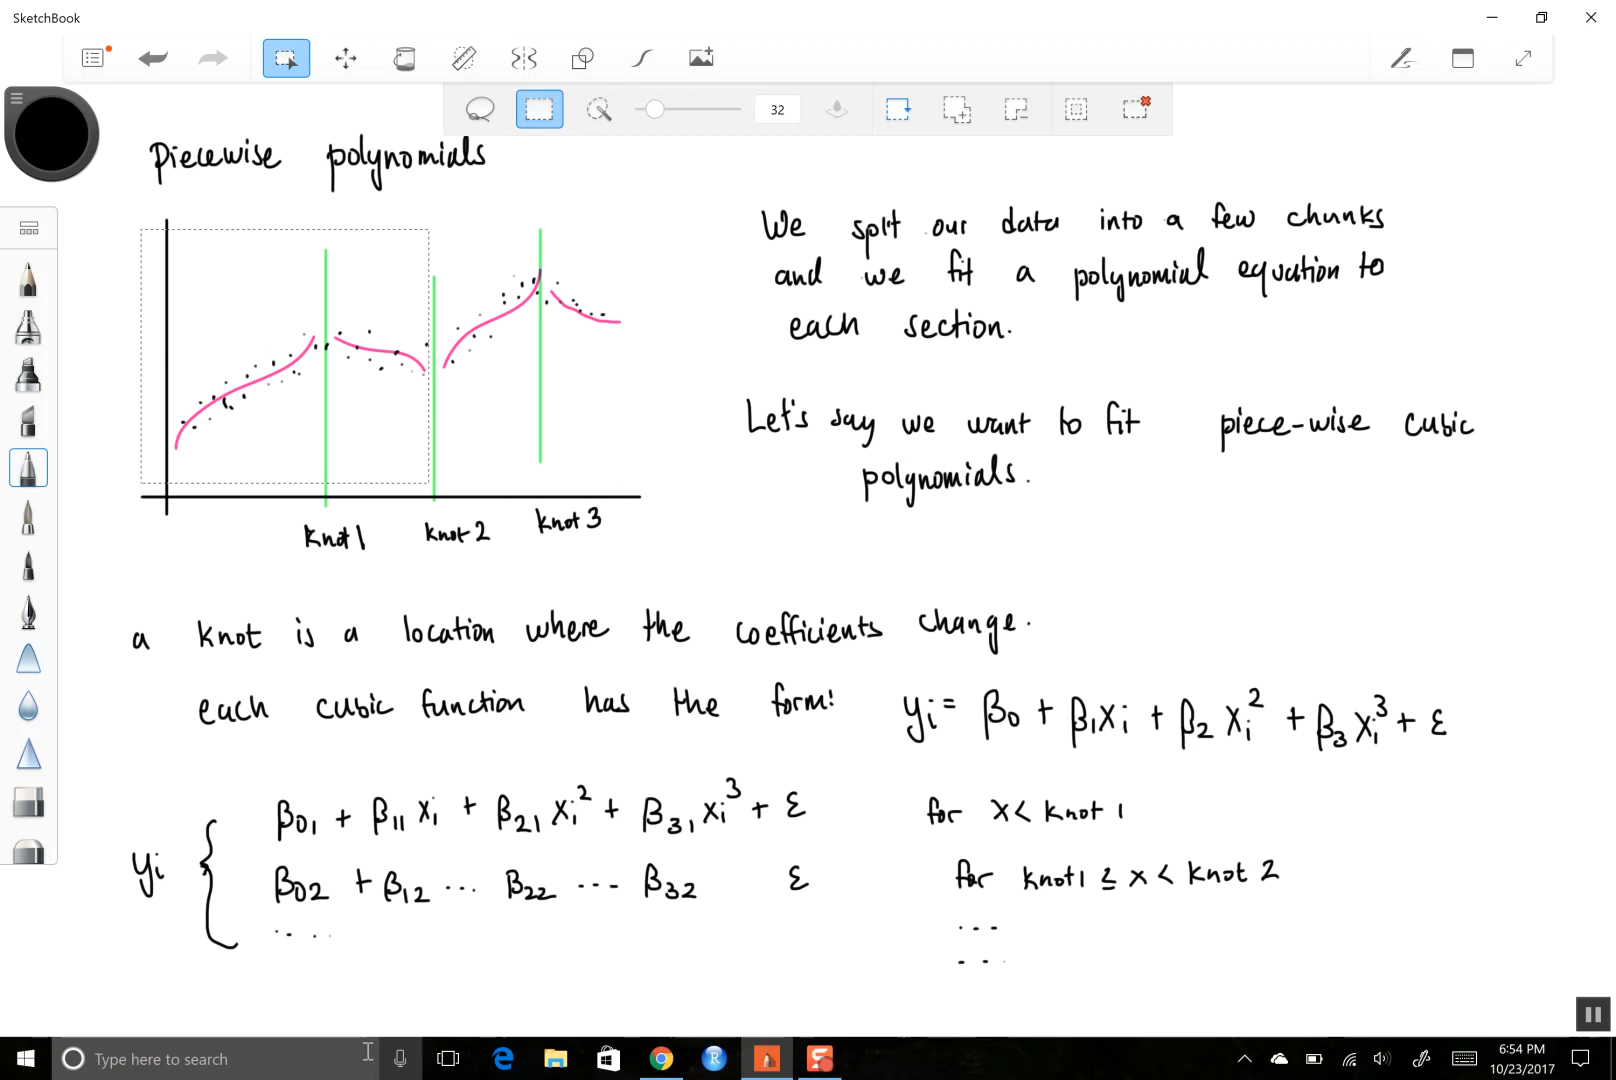 SketchBook
32
Piecewise polynomials
We split our data into a few chunks
and we fit a polynomial equation to
each section.
Let's say we want to fit piece-wise cubic
polynomials.
Knot 1 Knot 2 Knot 3
a knot is a location where the coefficients change.
each cubic function has the form: yi = β0 + β1xi + β2 xi² + β3 xi³ + ε
yi { β01 + β11 xi + β21 xi² + β31 xi³ + ε for x < knot 1
β02 + β12 ... β22 ... β32 ε for knot1 ≤ x < knot 2
.... ...
...
Type here to search
R
6:54 PM
10/23/2017